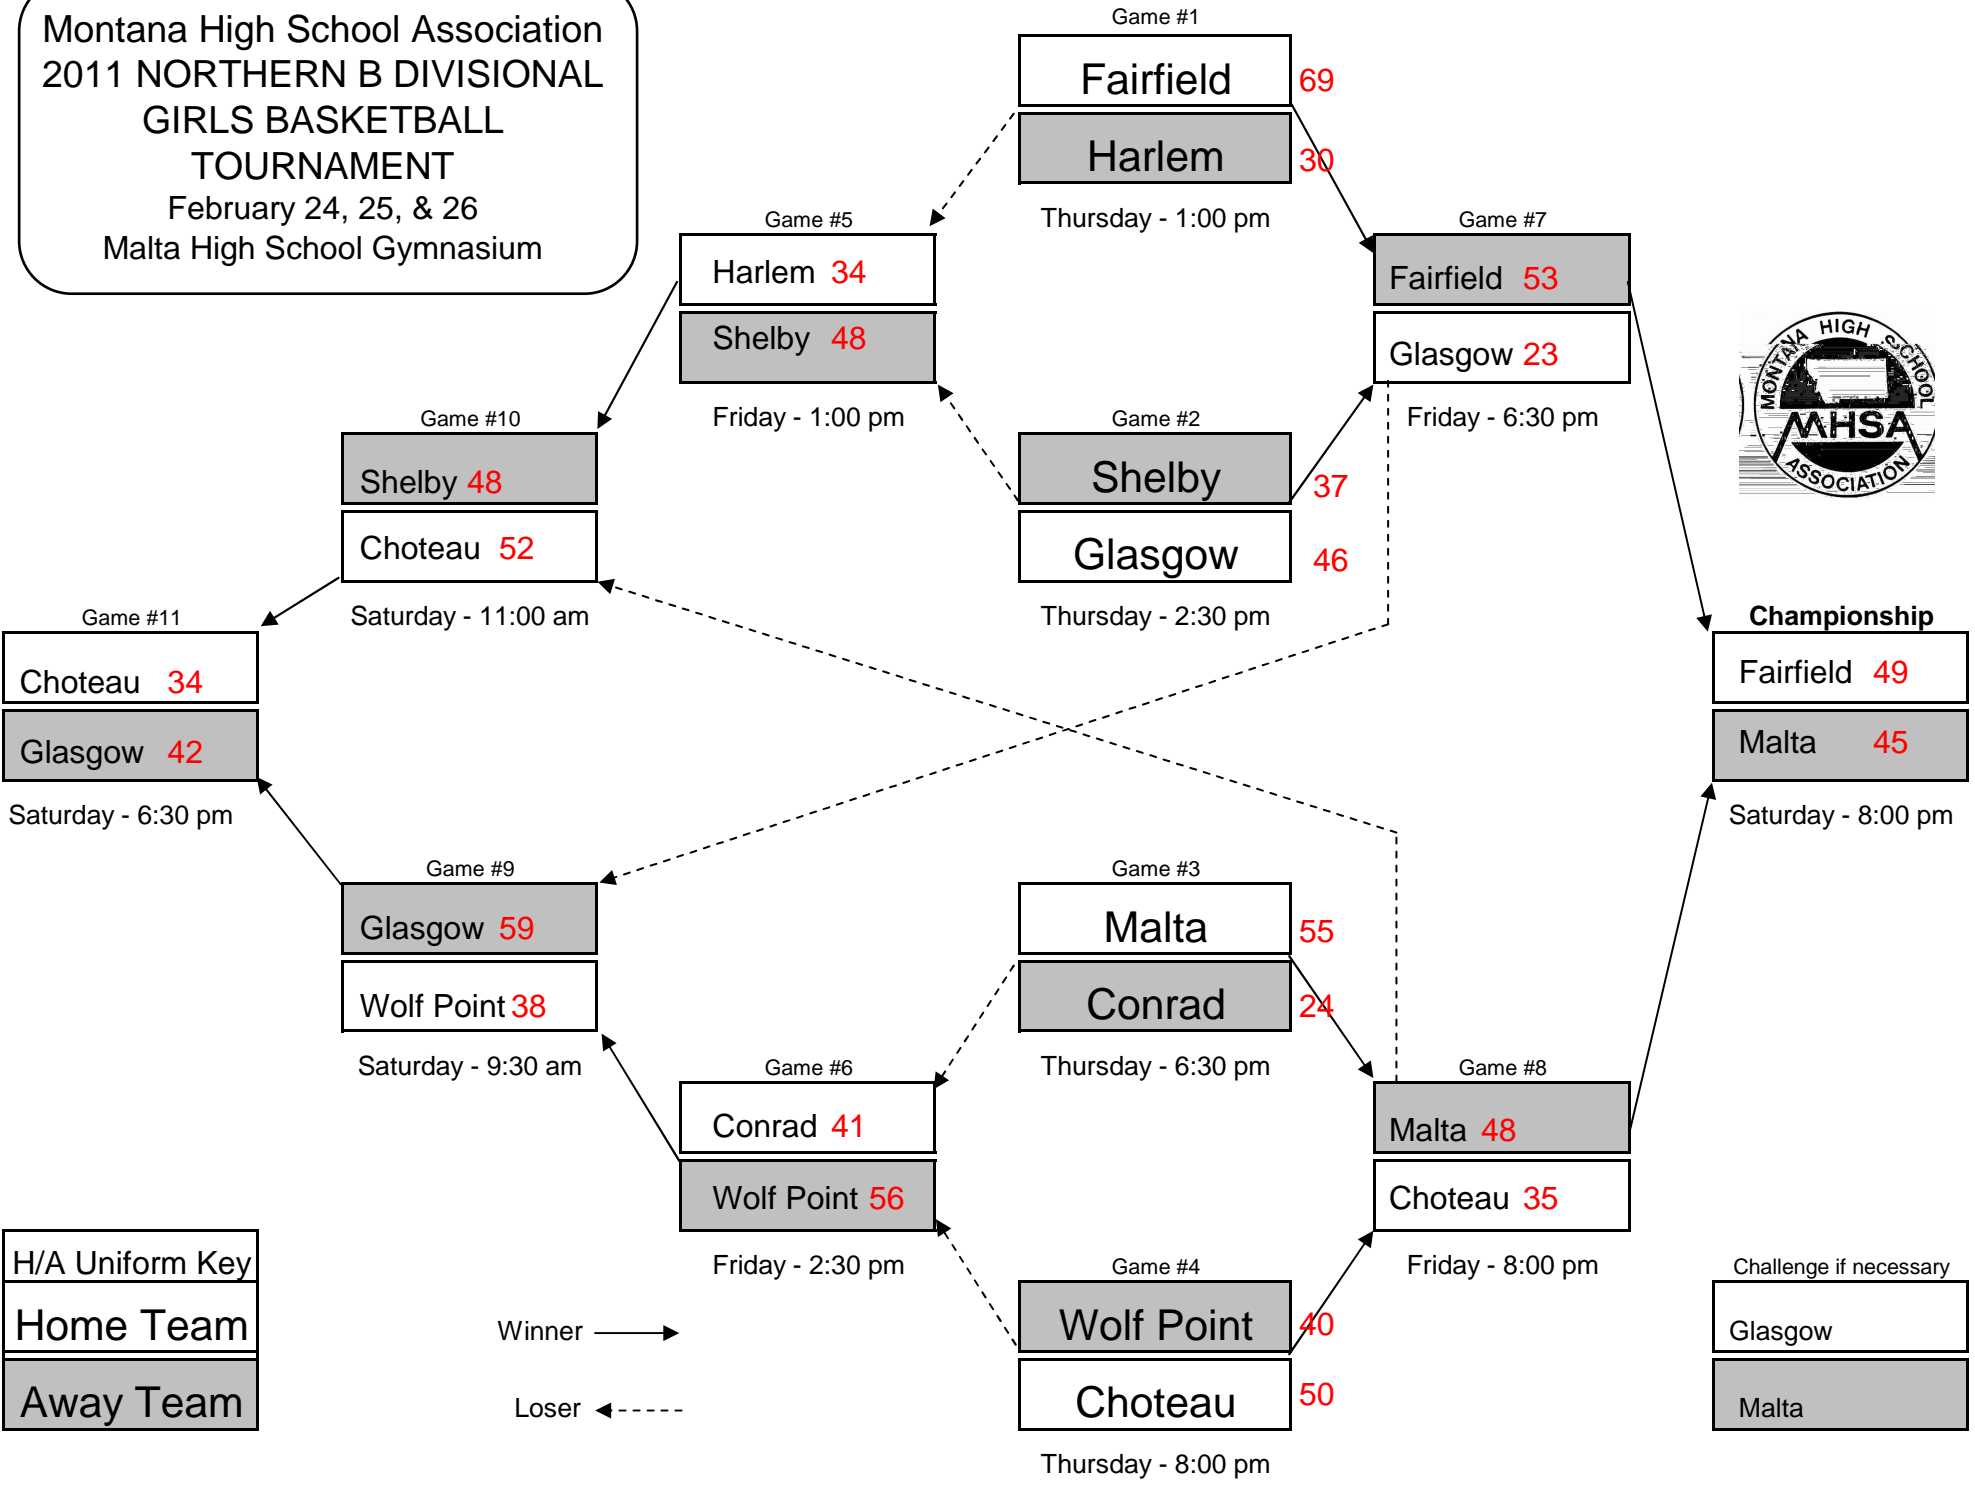 Montana High School Association
2011 NORTHERN B DIVISIONAL
GIRLS BASKETBALL
TOURNAMENT
February 24, 25, & 26
Malta High School Gymnasium
Game #1
Fairfield 69
Harlem 30
Thursday - 1:00 pm
Game #5
Harlem 34
Shelby 48
Friday - 1:00 pm
Game #7
Fairfield 53
Glasgow 23
Friday - 6:30 pm
MONTANA HIGH SCHOOL
MHSA
ASSOCIATION
Game #10
Shelby 48
Choteau 52
Saturday - 11:00 am
Game #2
Shelby 37
Glasgow 46
Thursday - 2:30 pm
Game #11
Choteau 34
Glasgow 42
Saturday - 6:30 pm
Championship
Fairfield 49
Malta 45
Saturday - 8:00 pm
Game #9
Glasgow 59
Wolf Point 38
Saturday - 9:30 am
Game #3
Malta 55
Conrad 24
Thursday - 6:30 pm
Game #6
Conrad 41
Wolf Point 56
Friday - 2:30 pm
Game #8
Malta 48
Choteau 35
Friday - 8:00 pm
Game #4
Wolf Point 40
Choteau 50
Thursday - 8:00 pm
H/A Uniform Key
Home Team
Away Team
Winner
Loser
Challenge if necessary
Glasgow
Malta